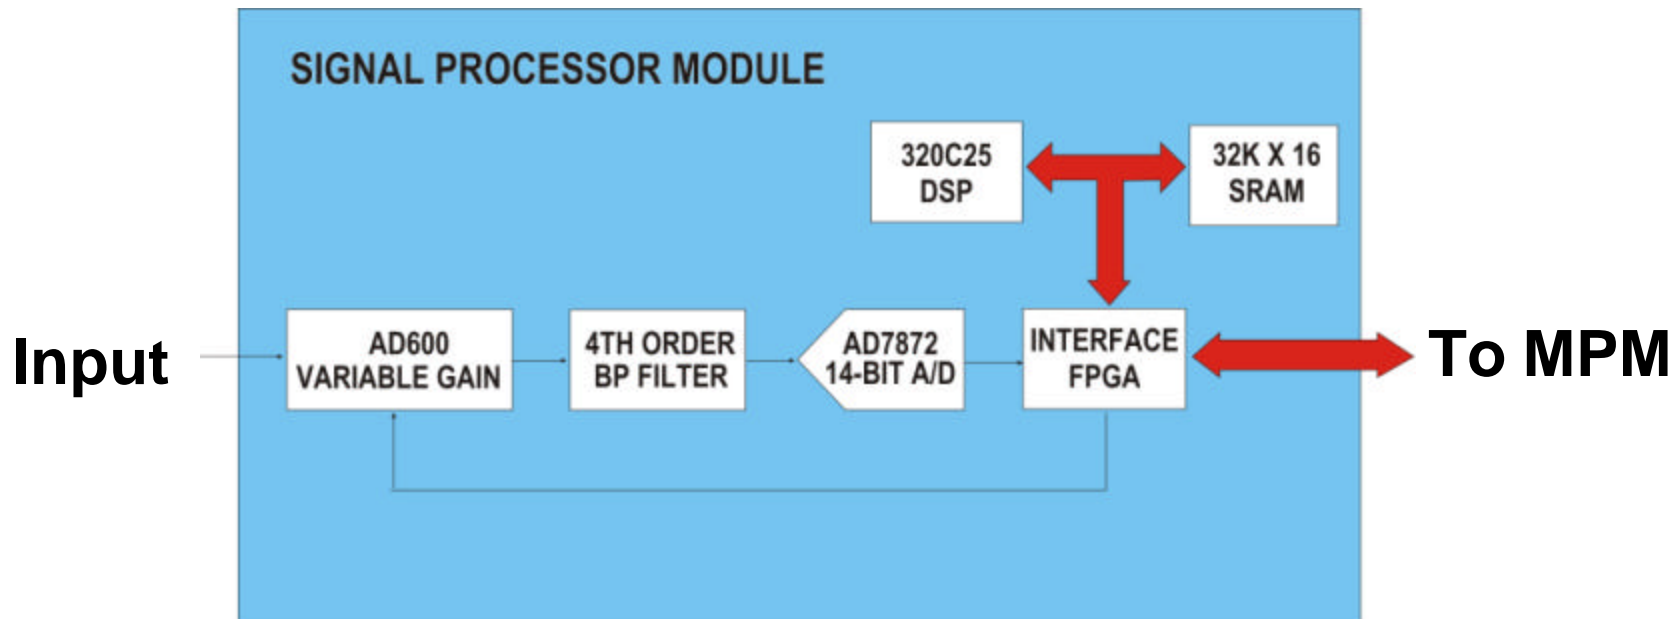 SIGNAL PROCESSOR MODULE
320C25
DSP
32K X 16
SRAM
Input
AD600
VARIABLE GAIN
4TH ORDER
BP FILTER
AD7872
14-BIT A/D
INTERFACE
FPGA
To MPM